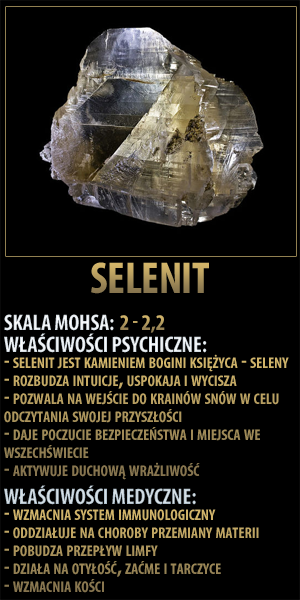 SELENIT
SKALA MOHSA: 2 - 2,2
WŁAŚCIWOŚCI PSYCHICZNE:
- SELENIT JEST KAMIENIEM BOGINI KSIĘŻYCA - SELENY
- ROZBUDZA INTUICJE, USPOKAJA I WYCISZA
- POZWALA NA WEJŚCIE DO KRAINÓW SNÓW W CELU
ODCZYTANIA SWOJEJ PRZYSZŁOŚCI
- DAJE POCZUCIE BEZPIECZEŃSTWA I MIEJSCA WE
WSZECHŚWIECIE
- AKTYWUJE DUCHOWĄ WRAŻLIWOŚĆ
WŁAŚCIWOŚCI MEDYCZNE:
- WZMACNIA SYSTEM IMMUNOLOGICZNY
- ODDZIAŁUJE NA CHOROBY PRZEMIANY MATERII
- POBUDZA PRZEPŁYW LIMFY
- DZIAŁA NA OTYŁOŚĆ, ZAĆME I TARCZYCE
- WZMACNIA KOŚCI